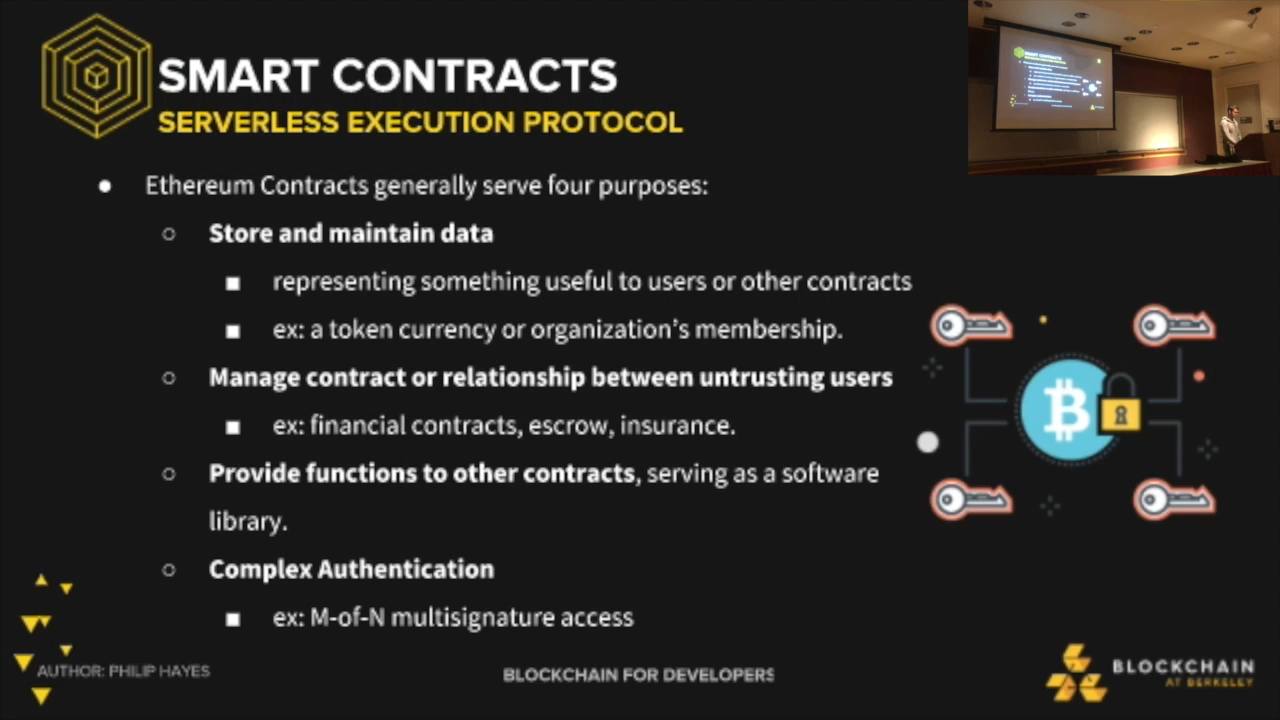 SMART CONTRACTS
SERVERLESS EXECUTION PROTOCOL
● Ethereum Contracts generally serve four purposes:
○ Store and maintain data
■ representing something useful to users or other contracts
■ ex: a token currency or organization's membership.
○ Manage contract or relationship between untrusting users
■ ex: financial contracts, escrow, insurance.
○ Provide functions to other contracts, serving as a software
library.
○ Complex Authentication
■ ex: M-of-N multisignature access
AUTHOR: PHILIP HAYES
BLOCKCHAIN FOR DEVELOPERS
BLOCKCHAIN
AT BERKELEY